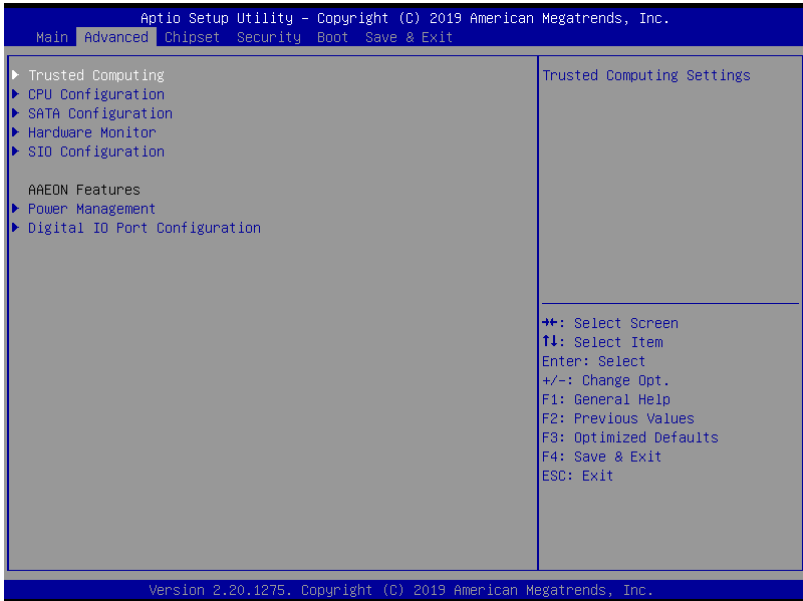 Aptio Setup Utility – Copyright (C) 2019 American Megatrends, Inc.
Main Advanced Chipset Security Boot Save & Exit
▶ Trusted Computing
▶ CPU Configuration
▶ SATA Configuration
▶ Hardware Monitor
▶ SIO Configuration
AAEON Features
▶ Power Management
▶ Digital IO Port Configuration
Trusted Computing Settings
→←: Select Screen
↑↓: Select Item
Enter: Select
+/-: Change Opt.
F1: General Help
F2: Previous Values
F3: Optimized Defaults
F4: Save & Exit
ESC: Exit
Version 2.20.1275. Copyright (C) 2019 American Megatrends, Inc.